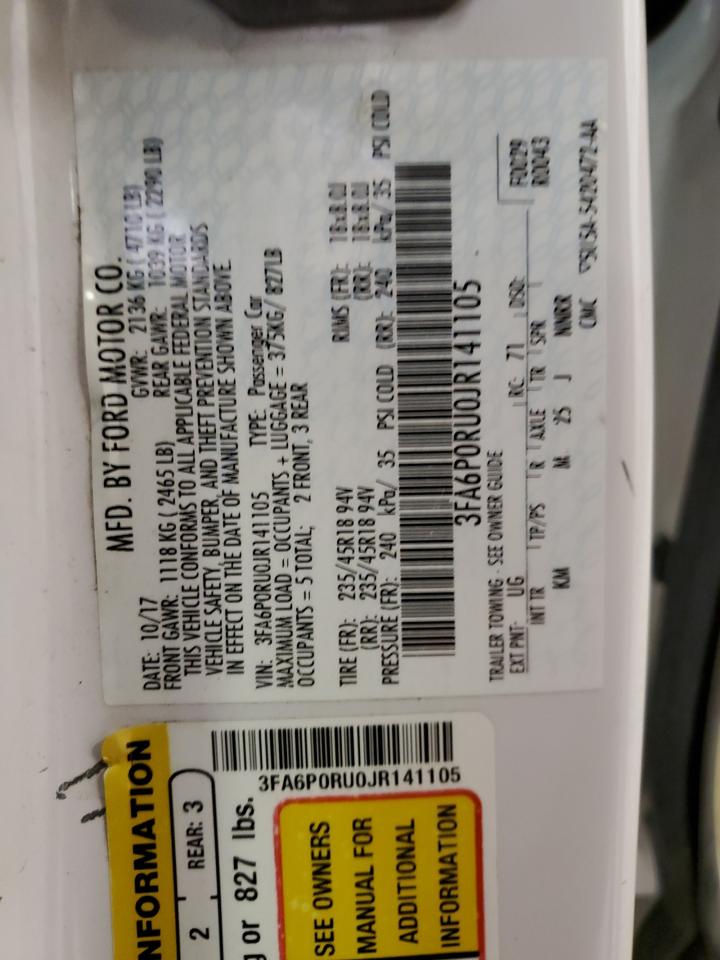 MFD. BY FORD MOTOR CO.
DATE: 10/17 GVWR: 2136 KG ( 4710 LB)
FRONT GAWR: 1118 KG ( 2465 LB) REAR GAWR: 1039 KG ( 2290 LB)
THIS VEHICLE CONFORMS TO ALL APPLICABLE FEDERAL MOTOR
VEHICLE SAFETY, BUMPER, AND THEFT PREVENTION STANDARDS
IN EFFECT ON THE DATE OF MANUFACTURE SHOWN ABOVE.
VIN: 3FA6P0RU0JR141105 TYPE: Passenger Car
MAXIMUM LOAD = OCCUPANTS + LUGGAGE = 375KG/ 827LB
OCCUPANTS = 5 TOTAL; 2 FRONT, 3 REAR
TIRE (FR): 235/45R18 94V RIMS (FR): 18x8.0J
(RR): 235/45R18 94V (RR): 18x8.0J
PRESSURE (FR): 240 kPa/ 35 PSI COLD (RR): 240 kPa/ 35 PSI COLD
3FA6P0RU0JR141105
TRAILER TOWING - SEE OWNER GUIDE
EXT PNT: UG RC: 71 DSO: F0029
INT TR TP/PS R AXLE TR SPR R0043
KM M 25 J NNRR
CMC
NFORMATION
2 REAR: 3
3FA6P0RU0JR141105
g or 827 lbs.
SEE OWNERS
MANUAL FOR
ADDITIONAL
INFORMATION